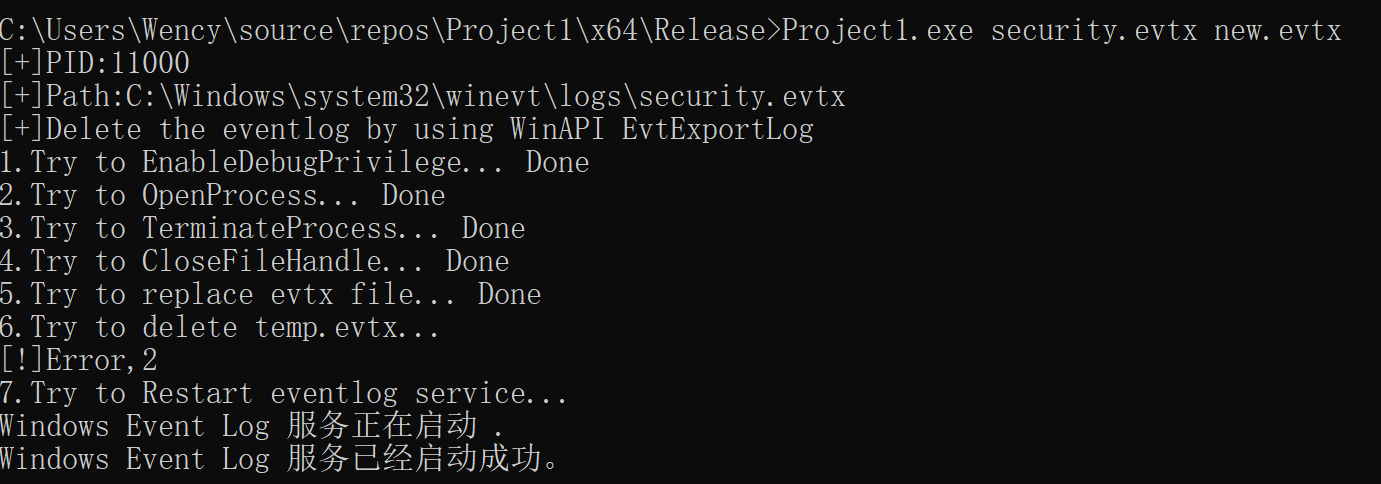 C:\Users\Wency\source\repos\Project1\x64\Release>Project1.exe security.evtx new.evtx
[+]PID:11000
[+]Path:C:\Windows\system32\winevt\logs\security.evtx
[+]Delete the eventlog by using WinAPI EvtExportLog
1.Try to EnableDebugPrivilege... Done
2.Try to OpenProcess... Done
3.Try to TerminateProcess... Done
4.Try to CloseFileHandle... Done
5.Try to replace evtx file... Done
6.Try to delete temp.evtx...
[!]Error,2
7.Try to Restart eventlog service...
Windows Event Log 服务正在启动 .
Windows Event Log 服务已经启动成功。